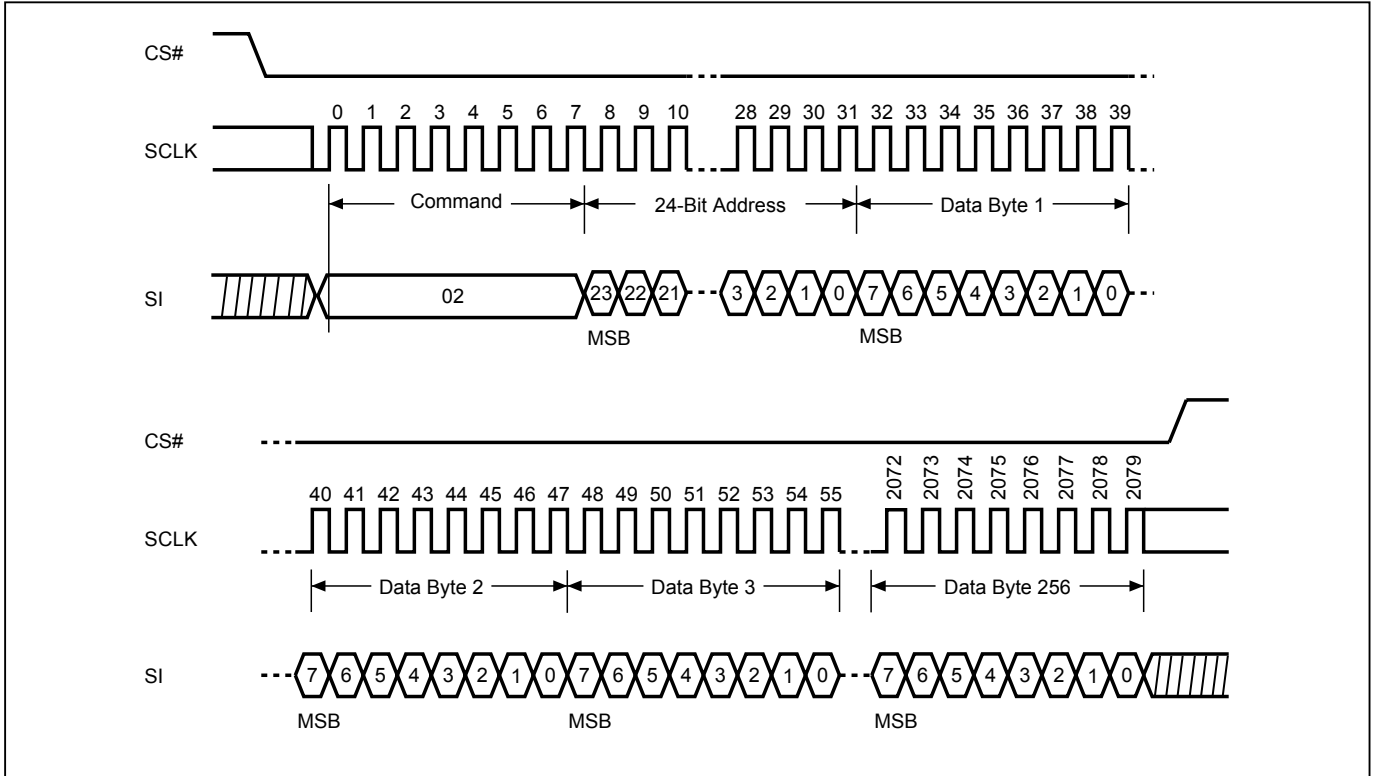 CS#
0 1 2 3 4 5 6 7 8 9 10 28 29 30 31 32 33 34 35 36 37 38 39
SCLK
Command 24-Bit Address Data Byte 1
SI 02 23 22 21 3 2 1 0 7 6 5 4 3 2 1 0
MSB MSB
CS#
40 41 42 43 44 45 46 47 48 49 50 51 52 53 54 55 2072 2073 2074 2075 2076 2077 2078 2079
SCLK
Data Byte 2 Data Byte 3 Data Byte 256
SI 7 6 5 4 3 2 1 0 7 6 5 4 3 2 1 0 7 6 5 4 3 2 1 0
MSB MSB MSB